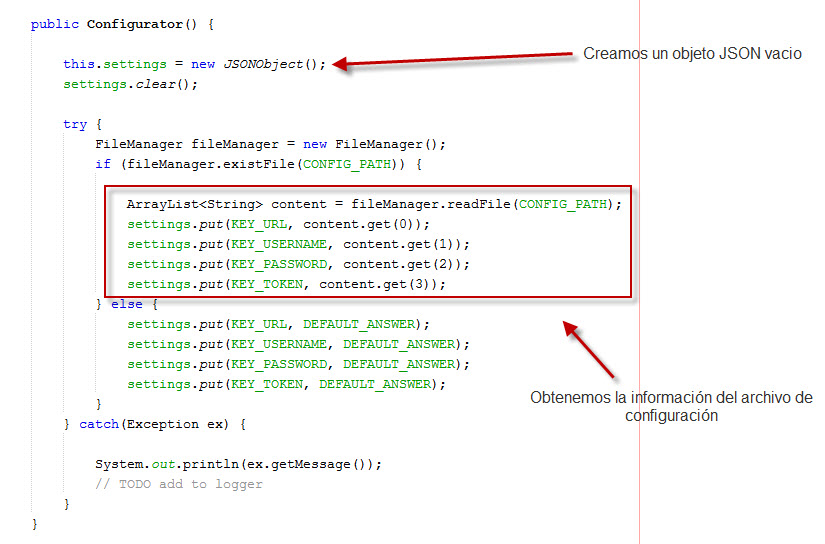 public Configurator() {
this.settings = new JSONObject();
Creamos un objeto JSON vacio
settings.clear();
try {
FileManager fileManager = new FileManager();
if (fileManager.existFile(CONFIG_PATH)) {
ArrayList<String> content = fileManager.readFile(CONFIG_PATH);
settings.put(KEY_URL, content.get(0));
settings.put(KEY_USERNAME, content.get(1));
settings.put(KEY_PASSWORD, content.get(2));
settings.put(KEY_TOKEN, content.get(3));
} else {
settings.put(KEY_URL, DEFAULT_ANSWER);
settings.put(KEY_USERNAME, DEFAULT_ANSWER);
settings.put(KEY_PASSWORD, DEFAULT_ANSWER);
settings.put(KEY_TOKEN, DEFAULT_ANSWER);
}
Obtenemos la información del archivo de
configuración
} catch(Exception ex) {
System.out.println(ex.getMessage());
// TODO add to logger
}
}